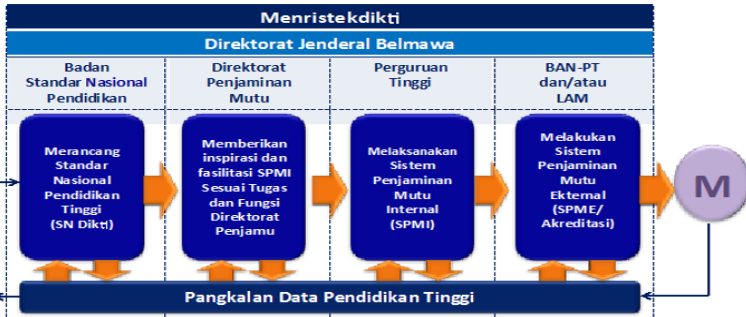 Menristekdikti
Direktorat Jenderal Belmawa
Badan
Standar Nasional
Pendidikan
Direktorat
Penjaminan
Mutu
Perguruan
Tinggi
BAN-PT
dan/atau
LAM
Merancang
Standar
Nasional
Pendidikan
Tinggi
(SN Dikti)
Memberikan
inspirasi dan
fasilitasi SPMI
Sesuai Tugas
dan Fungsi
Direktorat
Penjamu
Melaksanakan
Sistem
Penjaminan
Mutu
Internal
(SPMI)
Melakukan
Sistem
Penjaminan
Mutu
Ekternal
(SPME/
Akreditasi)
M
Pangkalan Data Pendidikan Tinggi